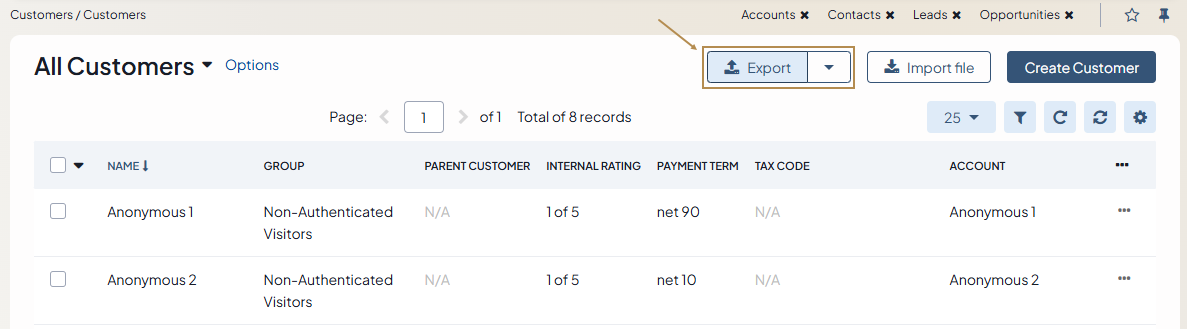 Customers / Customers
Accounts ✖ Contacts ✖ Leads ✖ Opportunities ✖
All Customers Options
Export Import file Create Customer
Page: 1 of 1 Total of 8 records 25
NAME GROUP PARENT CUSTOMER INTERNAL RATING PAYMENT TERM TAX CODE ACCOUNT •••
Anonymous 1 Non-Authenticated N/A 1 of 5 net 90 N/A Anonymous 1 •••
Visitors
Anonymous 2 Non-Authenticated N/A 1 of 5 net 10 N/A Anonymous 2 •••
Visitors